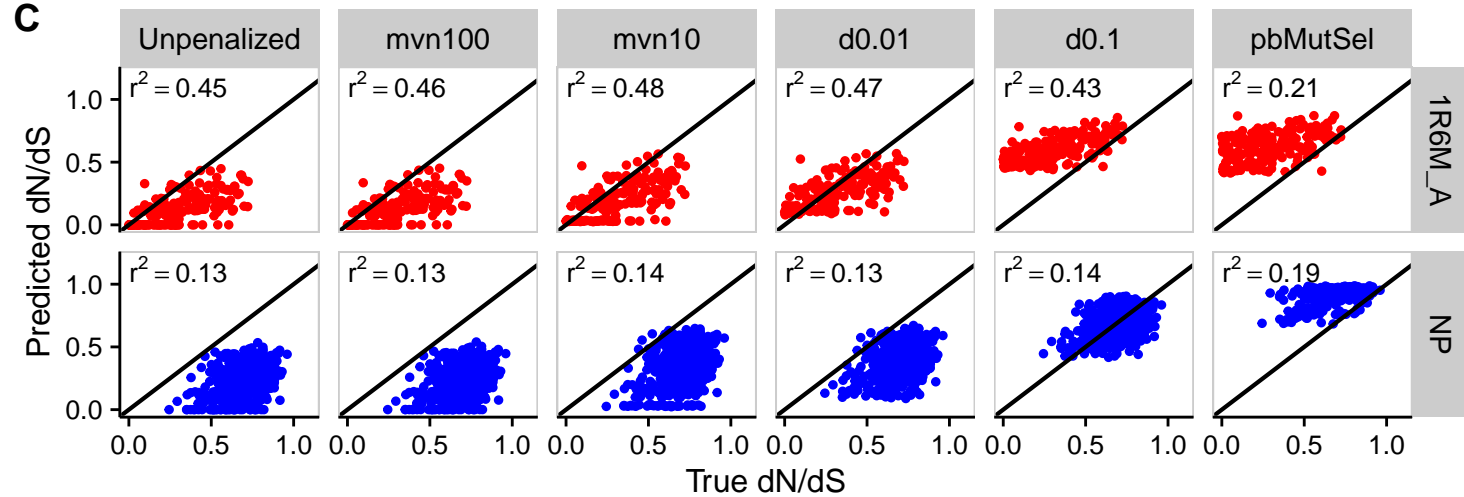 C
Unpenalized mvn100 mvn10 d0.01 d0.1 pbMutSel
r² = 0.45 r² = 0.46 r² = 0.48 r² = 0.47 r² = 0.43 r² = 0.21
1R6M_A
1.0
0.5
0.0
Predicted dN/dS
r² = 0.13 r² = 0.13 r² = 0.14 r² = 0.13 r² = 0.14 r² = 0.19
NP
1.0
0.5
0.0
0.0 0.5 1.0 0.0 0.5 1.0 0.0 0.5 1.0 0.0 0.5 1.0 0.0 0.5 1.0 0.0 0.5 1.0
True dN/dS